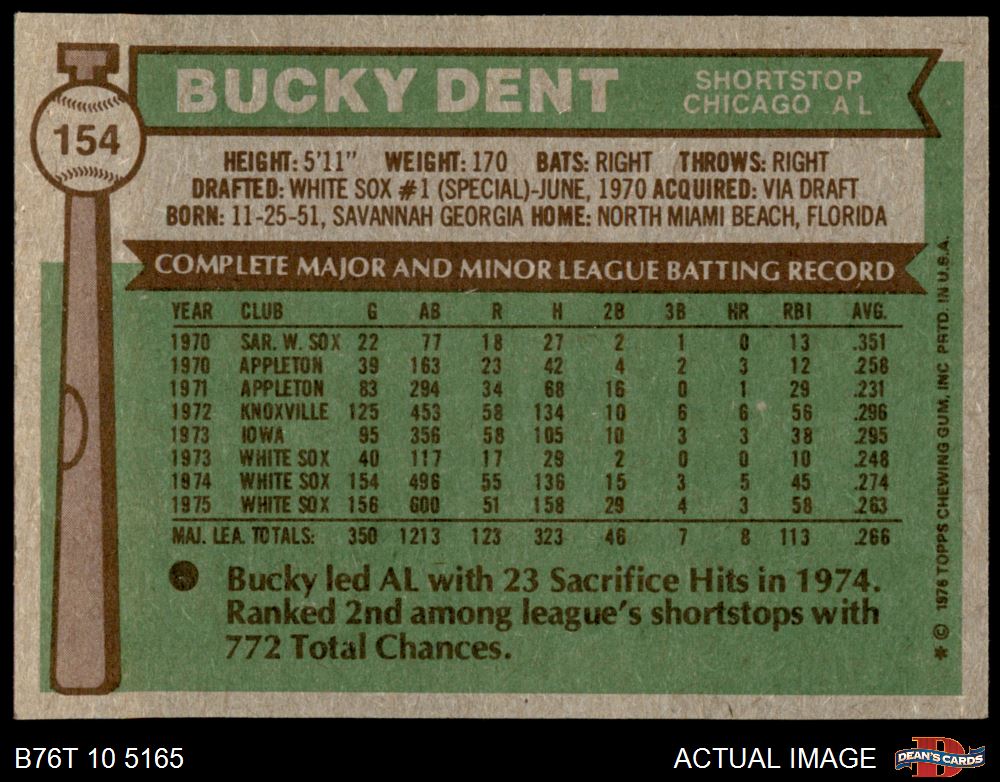 BUCKY DENT SHORTSTOP
CHICAGO A L
154
HEIGHT: 5'11" WEIGHT: 170 BATS: RIGHT THROWS: RIGHT
DRAFTED: WHITE SOX #1 (SPECIAL)-JUNE, 1970 ACQUIRED: VIA DRAFT
BORN: 11-25-51, SAVANNAH GEORGIA HOME: NORTH MIAMI BEACH, FLORIDA
COMPLETE MAJOR AND MINOR LEAGUE BATTING RECORD
YEAR CLUB G AB R H 2B 3B HR RBI AVG.
1970 SAR. W. SOX 22 77 18 27 2 1 0 13 .351
1970 APPLETON 39 163 23 42 4 2 3 12 .258
1971 APPLETON 83 294 34 68 16 0 1 29 .231
1972 KNOXVILLE 125 453 58 134 10 6 6 56 .296
1973 IOWA 95 356 58 105 10 3 3 38 .295
1973 WHITE SOX 40 117 17 29 2 0 0 10 .248
1974 WHITE SOX 154 496 55 136 15 3 5 45 .274
1975 WHITE SOX 156 600 51 158 29 4 3 58 .263
MAJ. LEA. TOTALS: 350 1213 123 323 46 7 8 113 .266
Bucky led AL with 23 Sacrifice Hits in 1974.
Ranked 2nd among league's shortstops with
772 Total Chances.
* © 1976 TOPPS CHEWING GUM, INC PRTD. IN U.S.A.
B76T 10 5165 ACTUAL IMAGE
D
DEAN'S CARDS